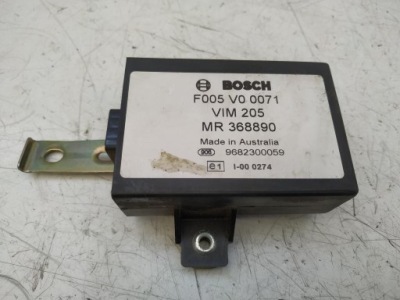 BOSCH
F005 V0 0071
VIM 205
MR 368890
Made in Australia
9682300059
e1 I-00 0274